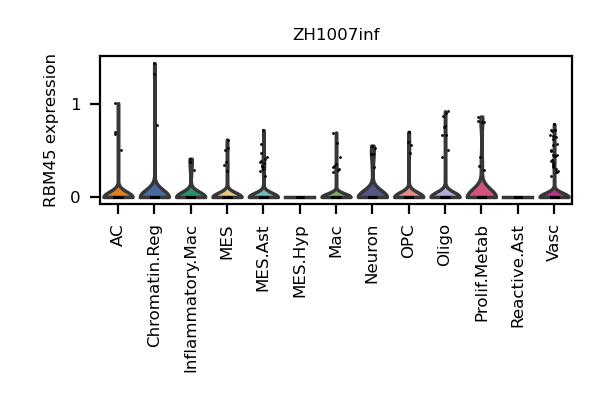 ZH1007inf
RBM45 expression
1
0
AC
Chromatin.Reg
Inflammatory.Mac
MES
MES.Ast
MES.Hyp
Mac
Neuron
OPC
Oligo
Prolif.Metab
Reactive.Ast
Vasc